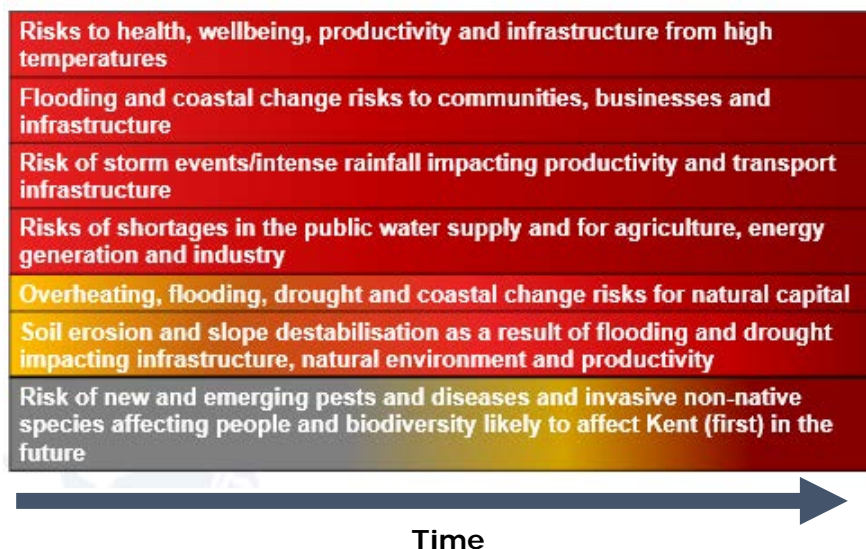 Risks to health, wellbeing, productivity and infrastructure from high
temperatures
Flooding and coastal change risks to communities, businesses and
infrastructure
Risk of storm events/intense rainfall impacting productivity and transport
infrastructure
Risks of shortages in the public water supply and for agriculture, energy
generation and industry
Overheating, flooding, drought and coastal change risks for natural capital
Soil erosion and slope destabilisation as a result of flooding and drought
impacting infrastructure, natural environment and productivity
Risk of new and emerging pests and diseases and invasive non-native
species affecting people and biodiversity likely to affect Kent (first) in the
future
Time